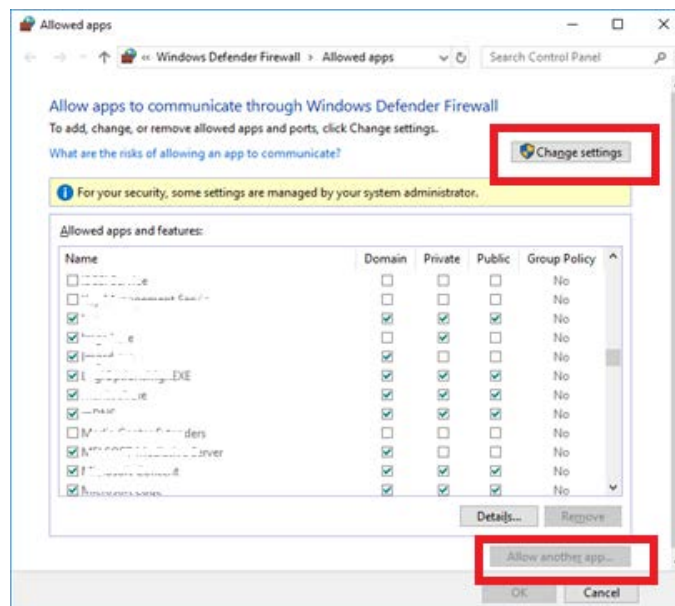 Allowed apps
« Windows Defender Firewall > Allowed apps
Search Control Panel
Allow apps to communicate through Windows Defender Firewall
To add, change, or remove allowed apps and ports, click Change settings.
What are the risks of allowing an app to communicate?
Change settings
For your security, some settings are managed by your system administrator.
Allowed apps and features:
Name Domain Private Public Group Policy
No
No
No
No
No
.EXE No
No
No
No
No
No
No
Details... Remove
Allow another app...
OK Cancel